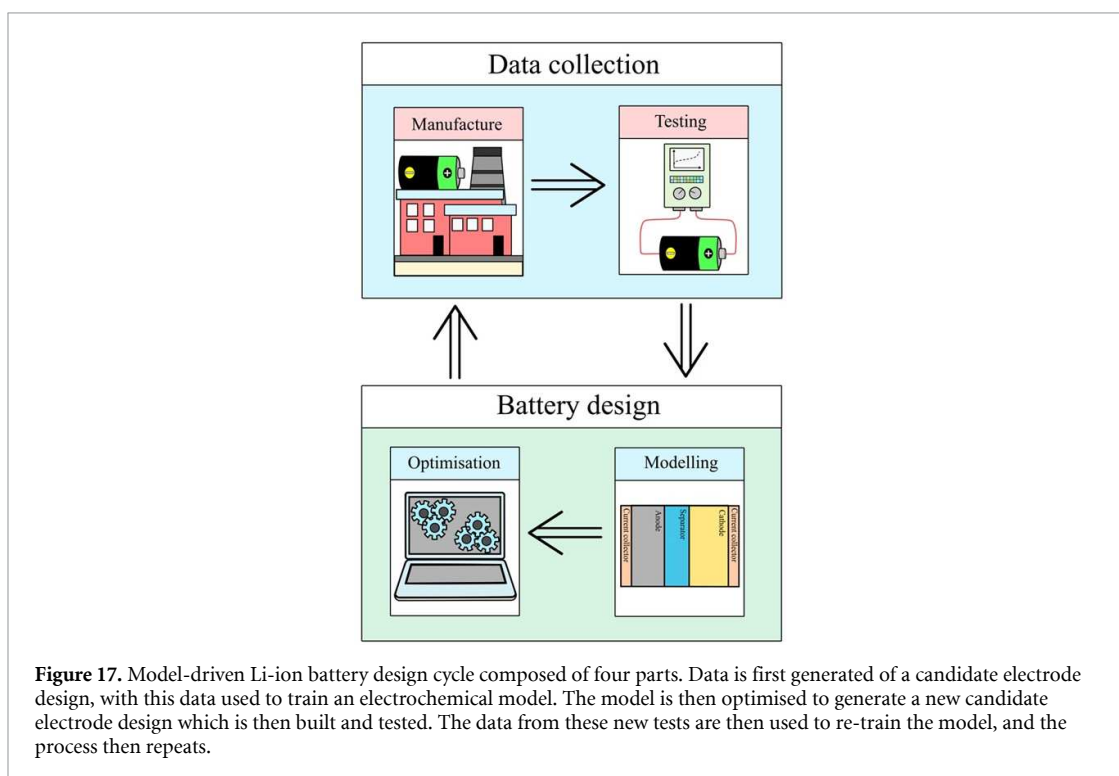 Data collection
Manufacture
Testing
+
+
Battery design
Optimisation
Modelling
Current collector
Anode
Separator
Cathode
Current collector
Figure 17. Model-driven Li-ion battery design cycle composed of four parts. Data is first generated of a candidate electrode
design, with this data used to train an electrochemical model. The model is then optimised to generate a new candidate
electrode design which is then built and tested. The data from these new tests are then used to re-train the model, and the
process then repeats.